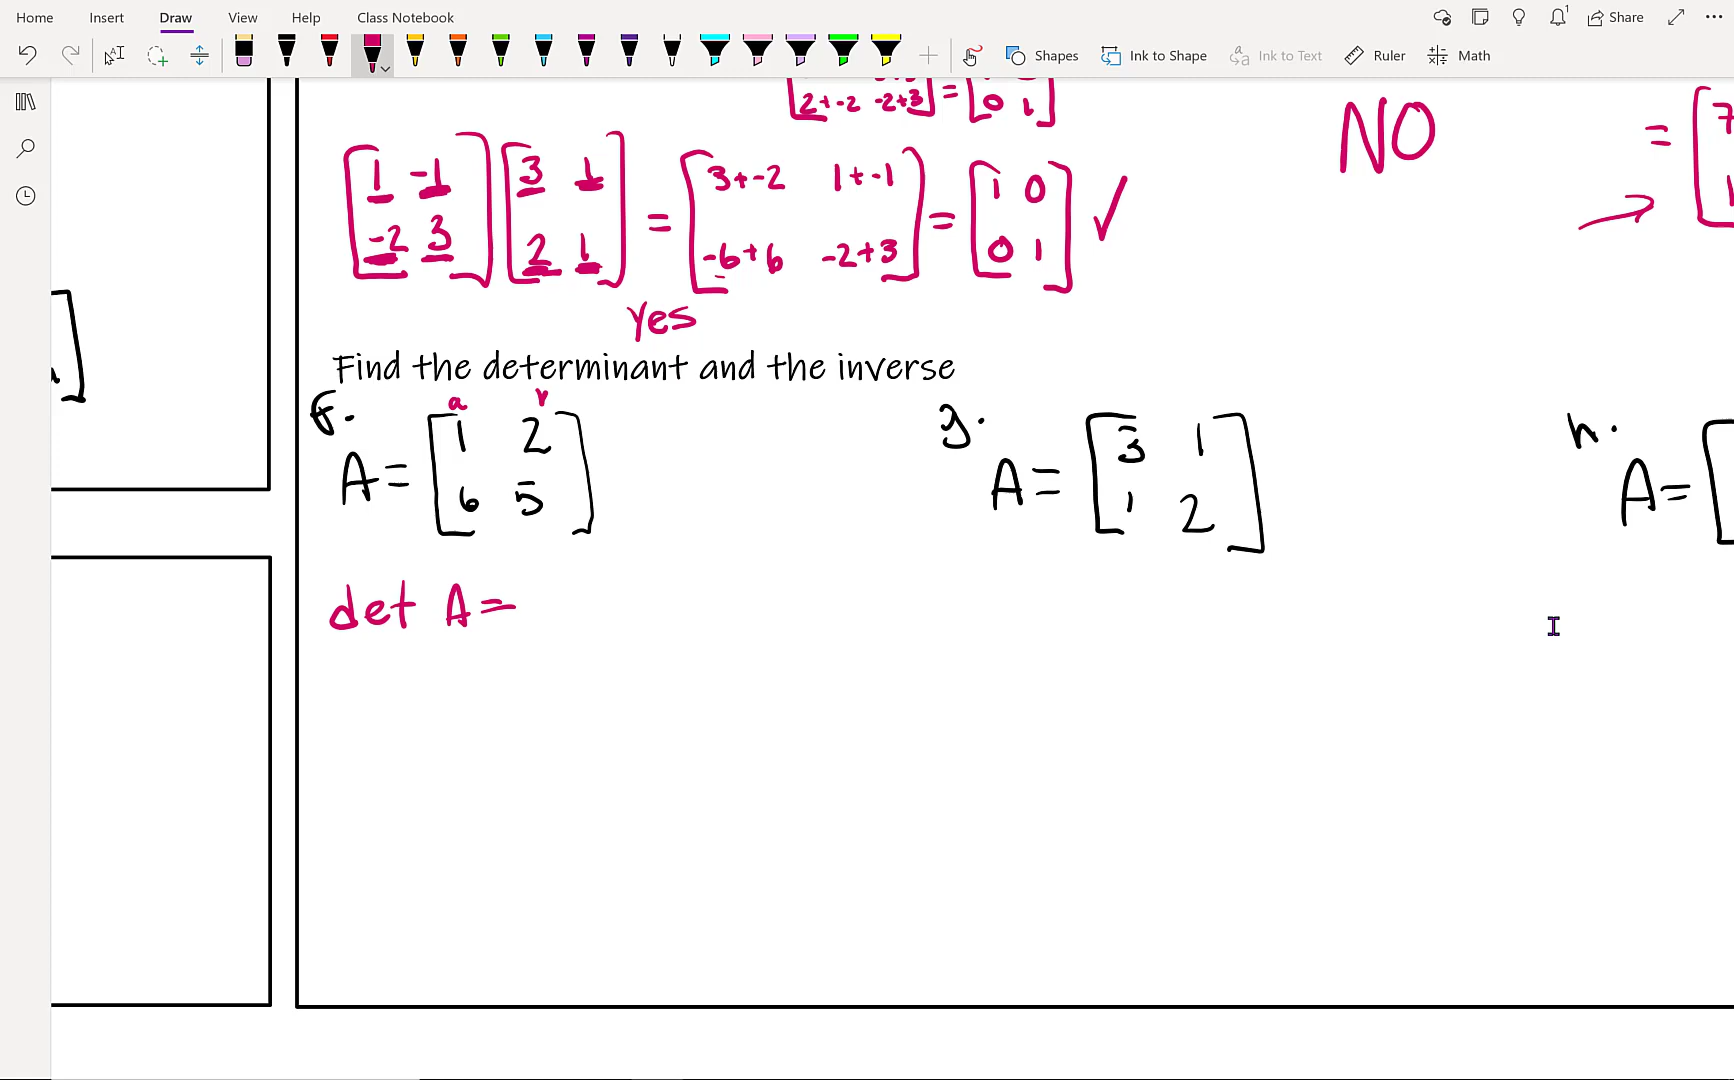 Home Insert Draw View Help Class Notebook Share
Shapes Ink to Shape Ink to Text Ruler Math
[2+-2 -2+3] = [0 1]
NO
= [7
1
[1 -1 [3 1 = [3+-2 1+-1 = [1 0 ✓
-2 3] 2 1] -6+6 -2+3] 0 1]
yes
Find the determinant and the inverse
a
f. A = [1 2
6 5]
g. A = [3 1
1 2]
h. A = [
det A =